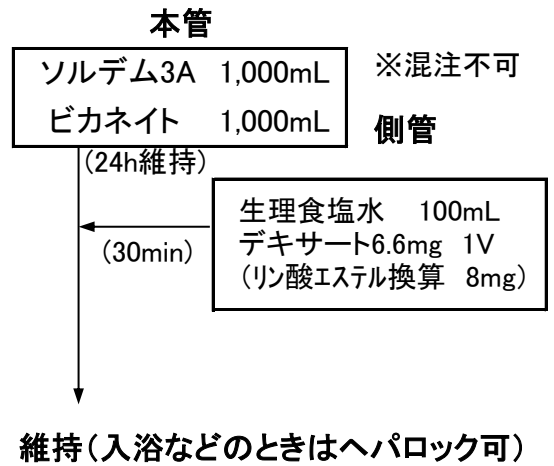 本管
ソルデム3A 1,000mL
ビカネイト 1,000mL
※混注不可
側管
(24h維持)
生理食塩水 100mL
デキサート6.6mg 1V
(リン酸エステル換算 8mg)
(30min)
維持(入浴などのときはヘパロック可)